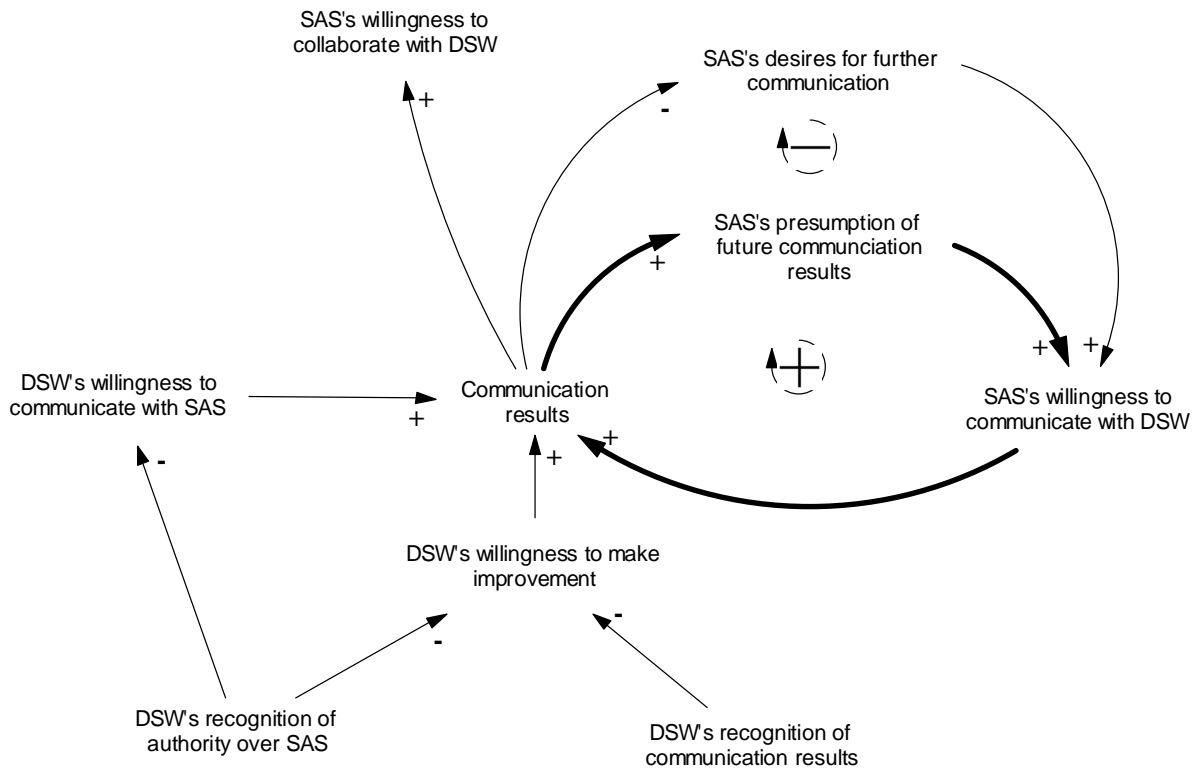 SAS's willingness to
collaborate with DSW
+
SAS's desires for further
communication
-
SAS's presumption of
future communciation
results
+
+
+
DSW's willingness to
communicate with SAS
+
Communication
results
+
SAS's willingness to
communicate with DSW
-
+
DSW's willingness to make
improvement
-
-
DSW's recognition of
authority over SAS
DSW's recognition of
communication results